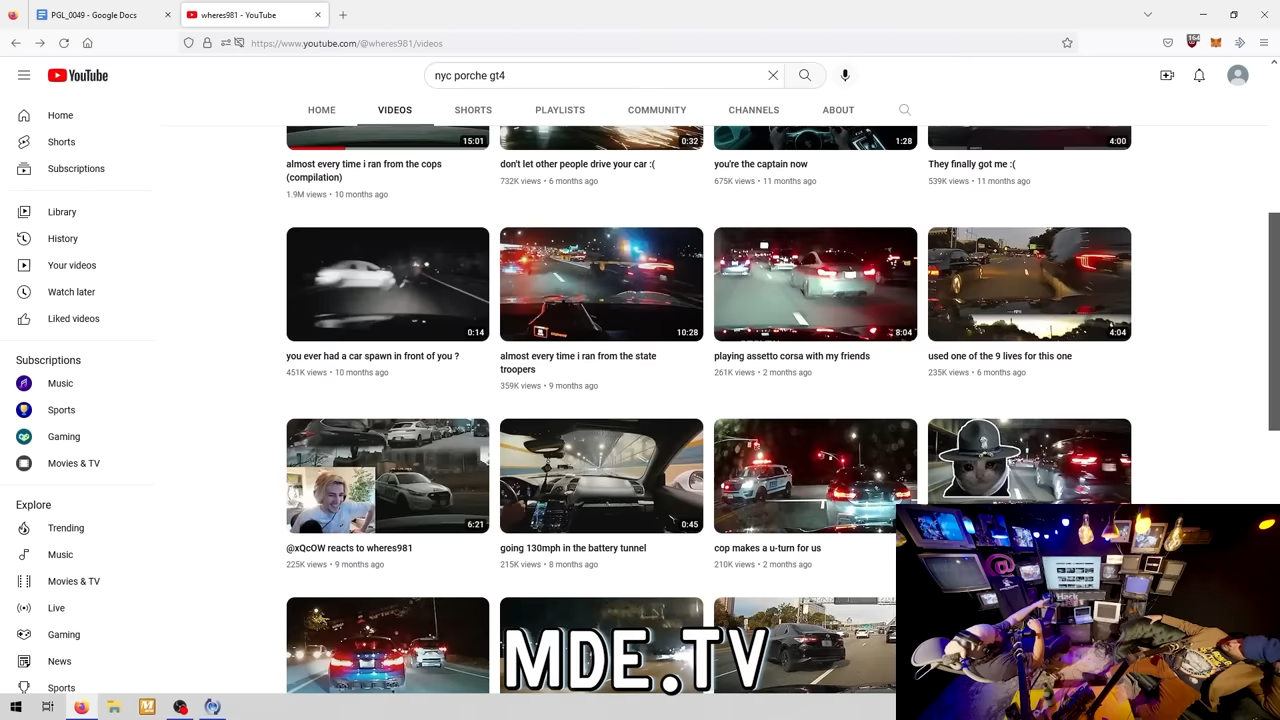 PGL_0049 - Google Docs
wheres981 - YouTube
https://www.youtube.com/@wheres981/videos
YouTube
nyc porche gt4
HOME VIDEOS SHORTS PLAYLISTS COMMUNITY CHANNELS ABOUT
Home
Shorts
Subscriptions
Library
History
Your videos
Watch later
Liked videos
Subscriptions
Music
Sports
Gaming
Movies & TV
Explore
Trending
Music
Movies & TV
Live
Gaming
News
Sports
15:01
almost every time i ran from the cops
(compilation)
1.9M views • 10 months ago
0:32
don't let other people drive your car :(
732K views • 6 months ago
1:28
you're the captain now
675K views • 11 months ago
4:00
They finally got me :(
539K views • 11 months ago
0:14
you ever had a car spawn in front of you ?
451K views • 10 months ago
10:28
almost every time i ran from the state
troopers
359K views • 9 months ago
8:04
playing assetto corsa with my friends
261K views • 2 months ago
4:04
used one of the 9 lives for this one
235K views • 6 months ago
6:21
@xQcOW reacts to wheres981
225K views • 9 months ago
0:45
going 130mph in the battery tunnel
215K views • 8 months ago
cop makes a u-turn for us
210K views • 2 months ago
MDE.TV